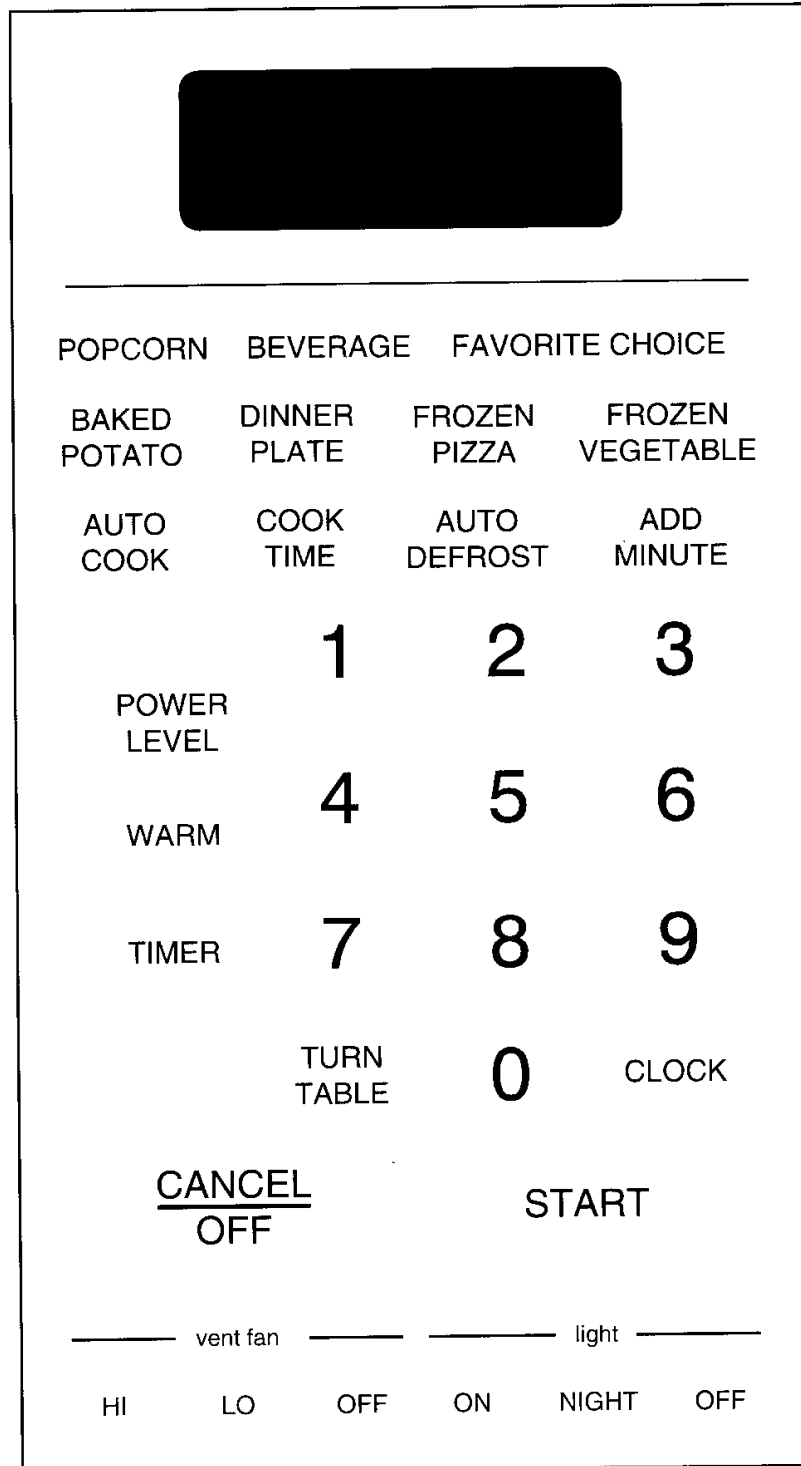 POPCORN BEVERAGE FAVORITE CHOICE
BAKED POTATO DINNER PLATE FROZEN PIZZA FROZEN VEGETABLE
AUTO COOK COOK TIME AUTO DEFROST ADD MINUTE
1 2 3
POWER LEVEL
4 5 6
WARM
TIMER 7 8 9
TURN TABLE 0 CLOCK
CANCEL
OFF
START
vent fan light
HI LO OFF ON NIGHT OFF